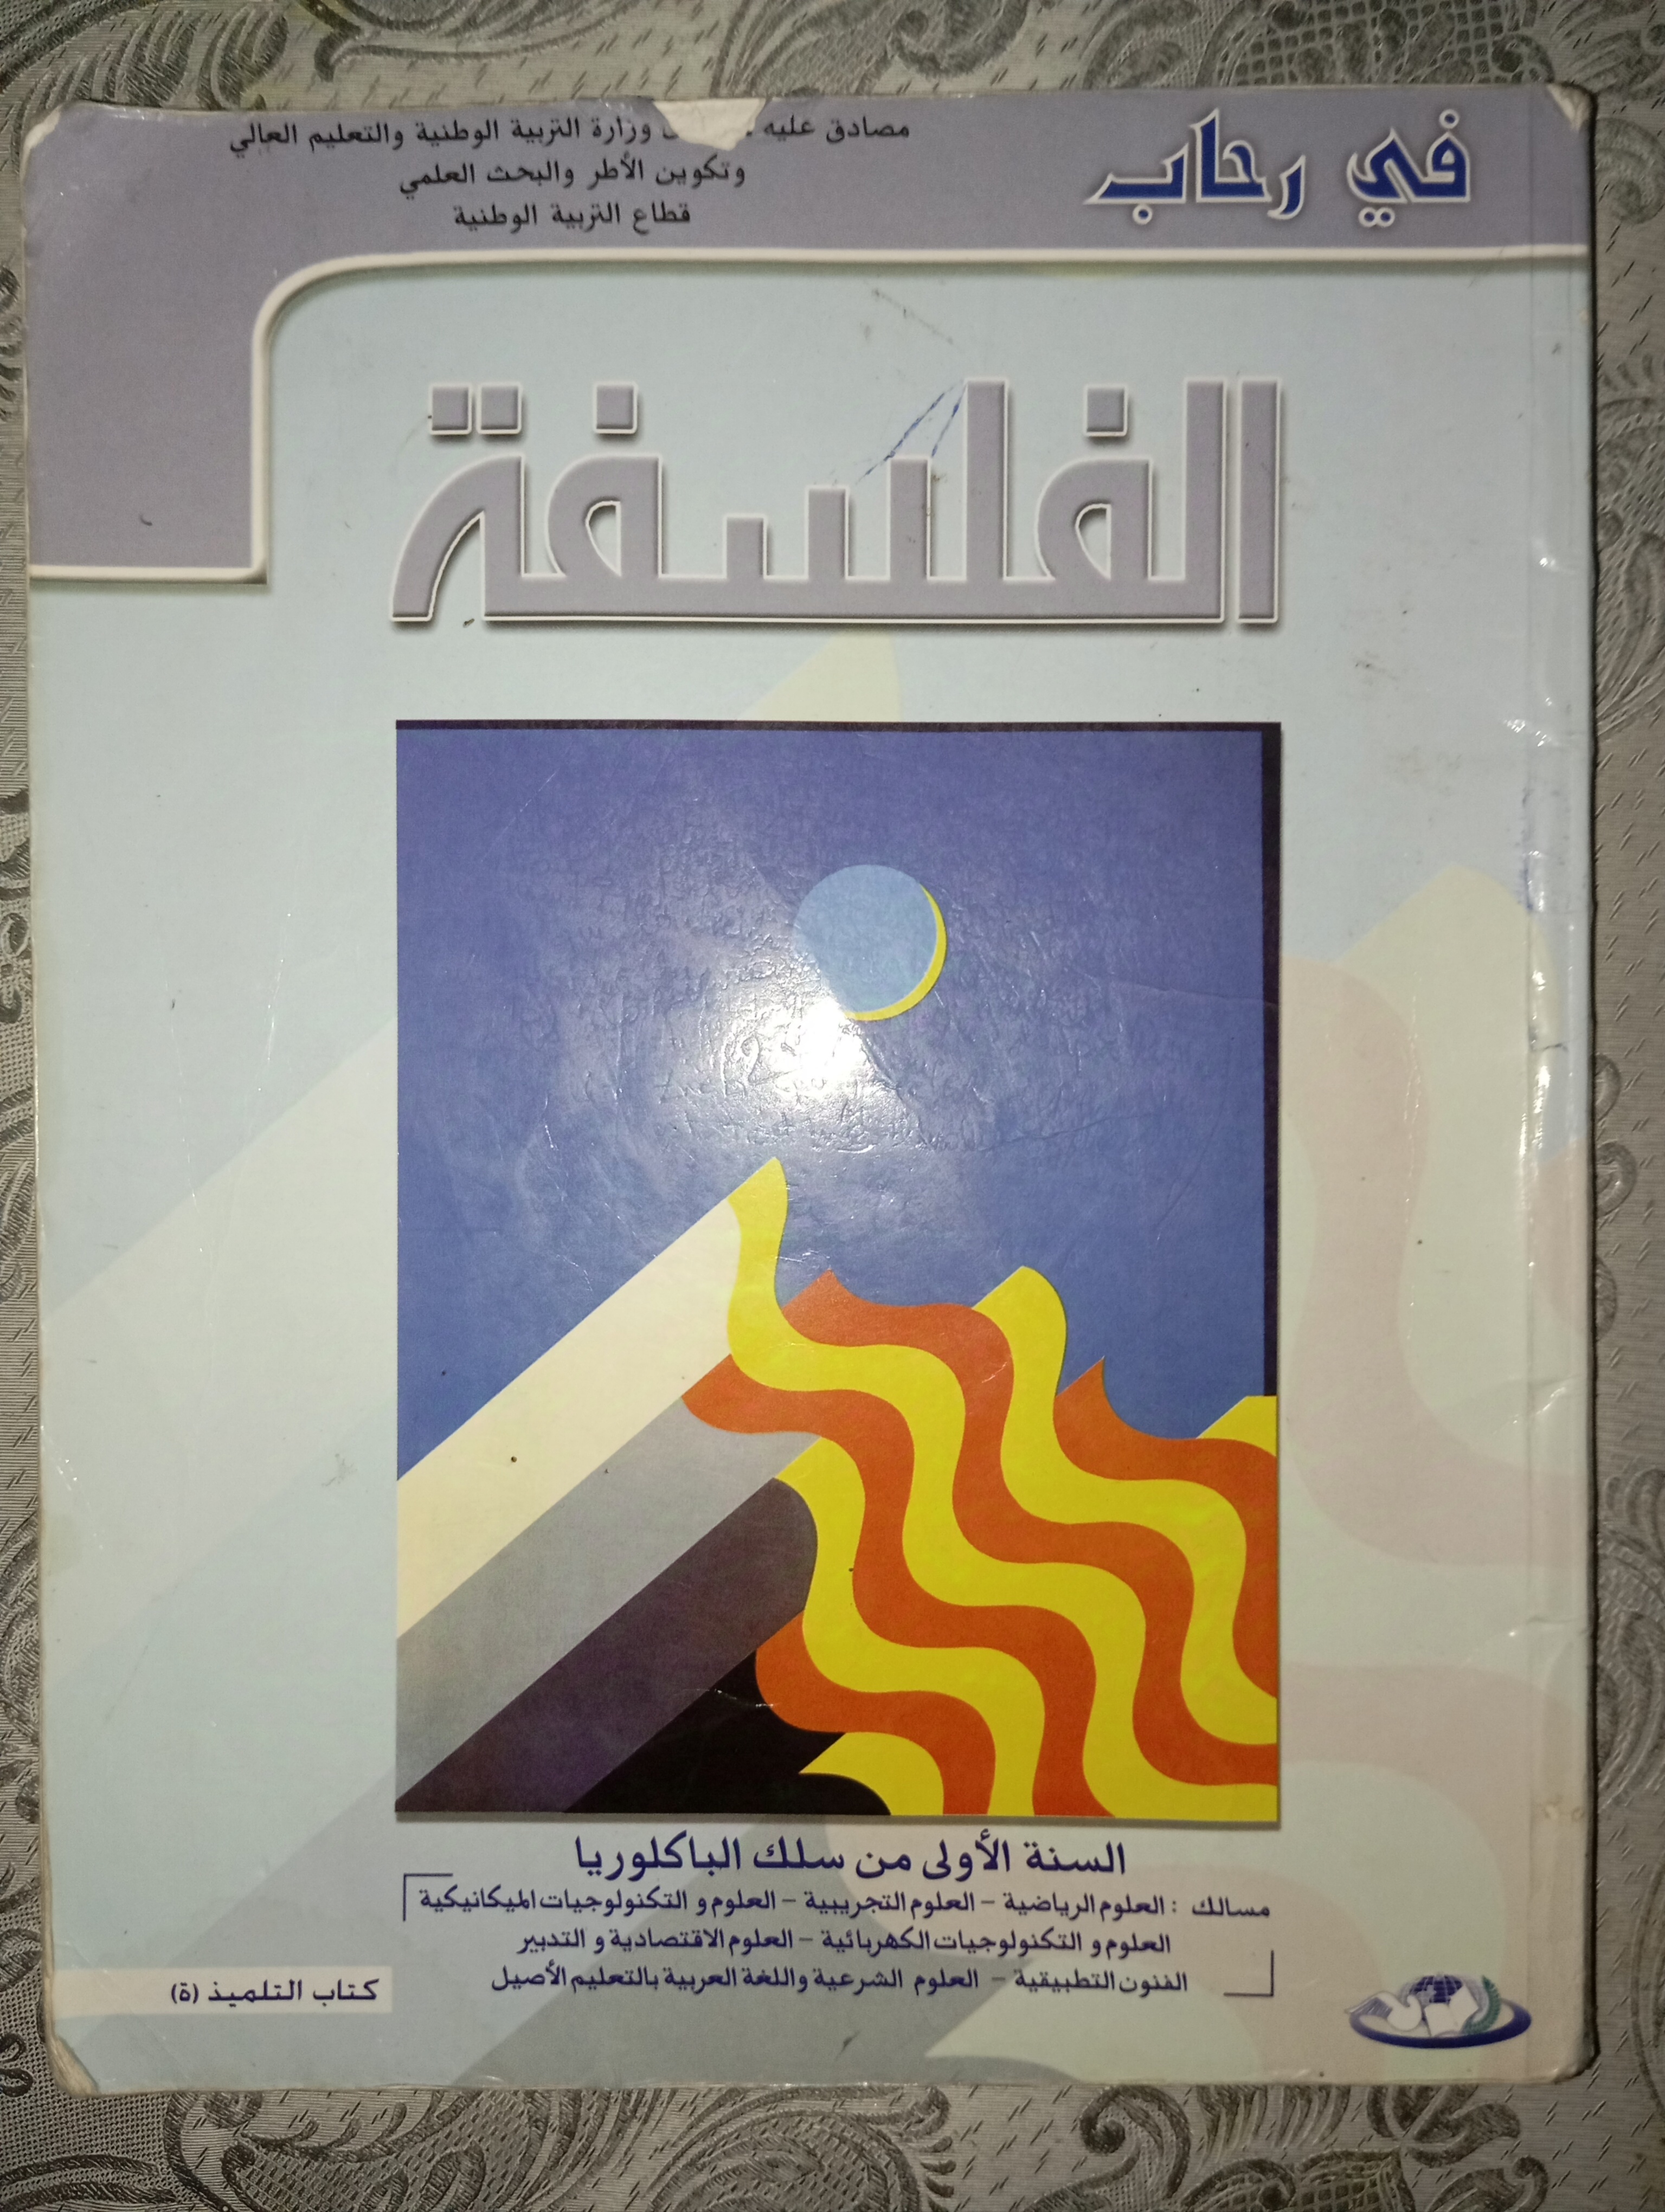 في رحاب
مصادق عليه وزارة التربية الوطنية والتعليم العالي
وتكوين الأطر والبحث العلمي
قطاع التربية الوطنية
الفلسفة
السنة الأولى من سلك الباكلوريا
مسالك : العلوم الرياضية - العلوم التجريبية - العلوم و التكنولوجيات الميكانيكية
العلوم و التكنولوجيات الكهربائية - العلوم الاقتصادية و التدبير
الفنون التطبيقية - العلوم الشرعية واللغة العربية بالتعليم الأصيل
كتاب التلميذ (ة)